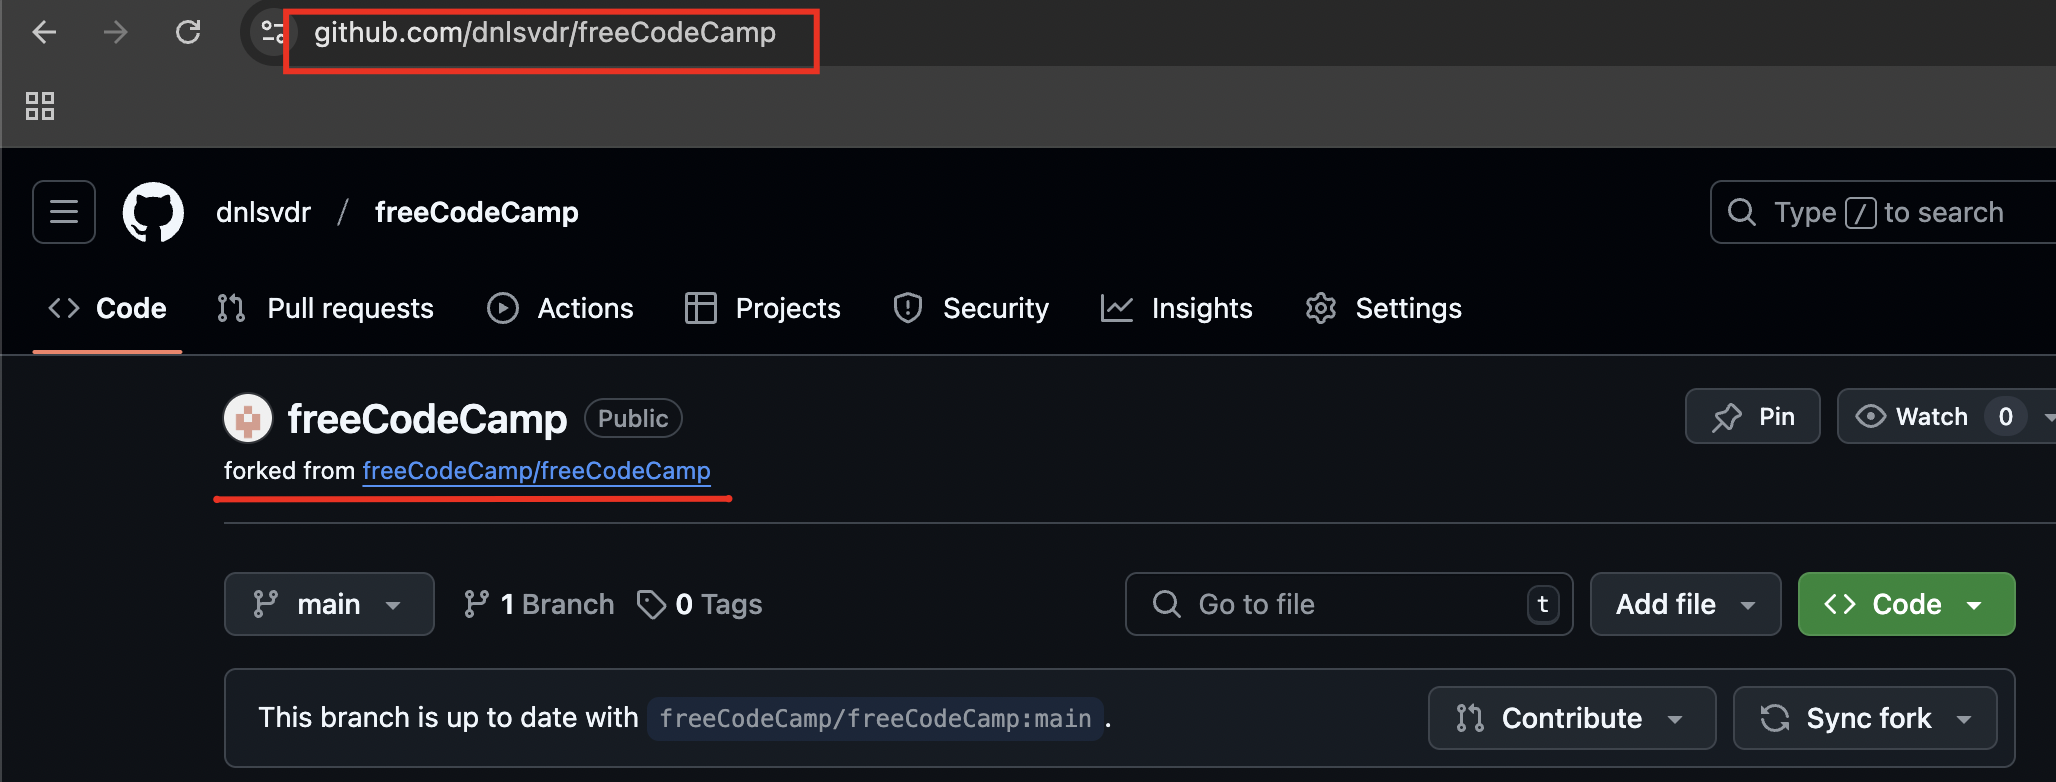 github.com/dnlsvdr/freeCodeCamp
dnlsvdr / freeCodeCamp
Type / to search
Code Pull requests Actions Projects Security Insights Settings
freeCodeCamp Public
Pin Watch 0
forked from freeCodeCamp/freeCodeCamp
main 1 Branch 0 Tags
Go to file t Add file Code
This branch is up to date with freeCodeCamp/freeCodeCamp:main .
Contribute Sync fork